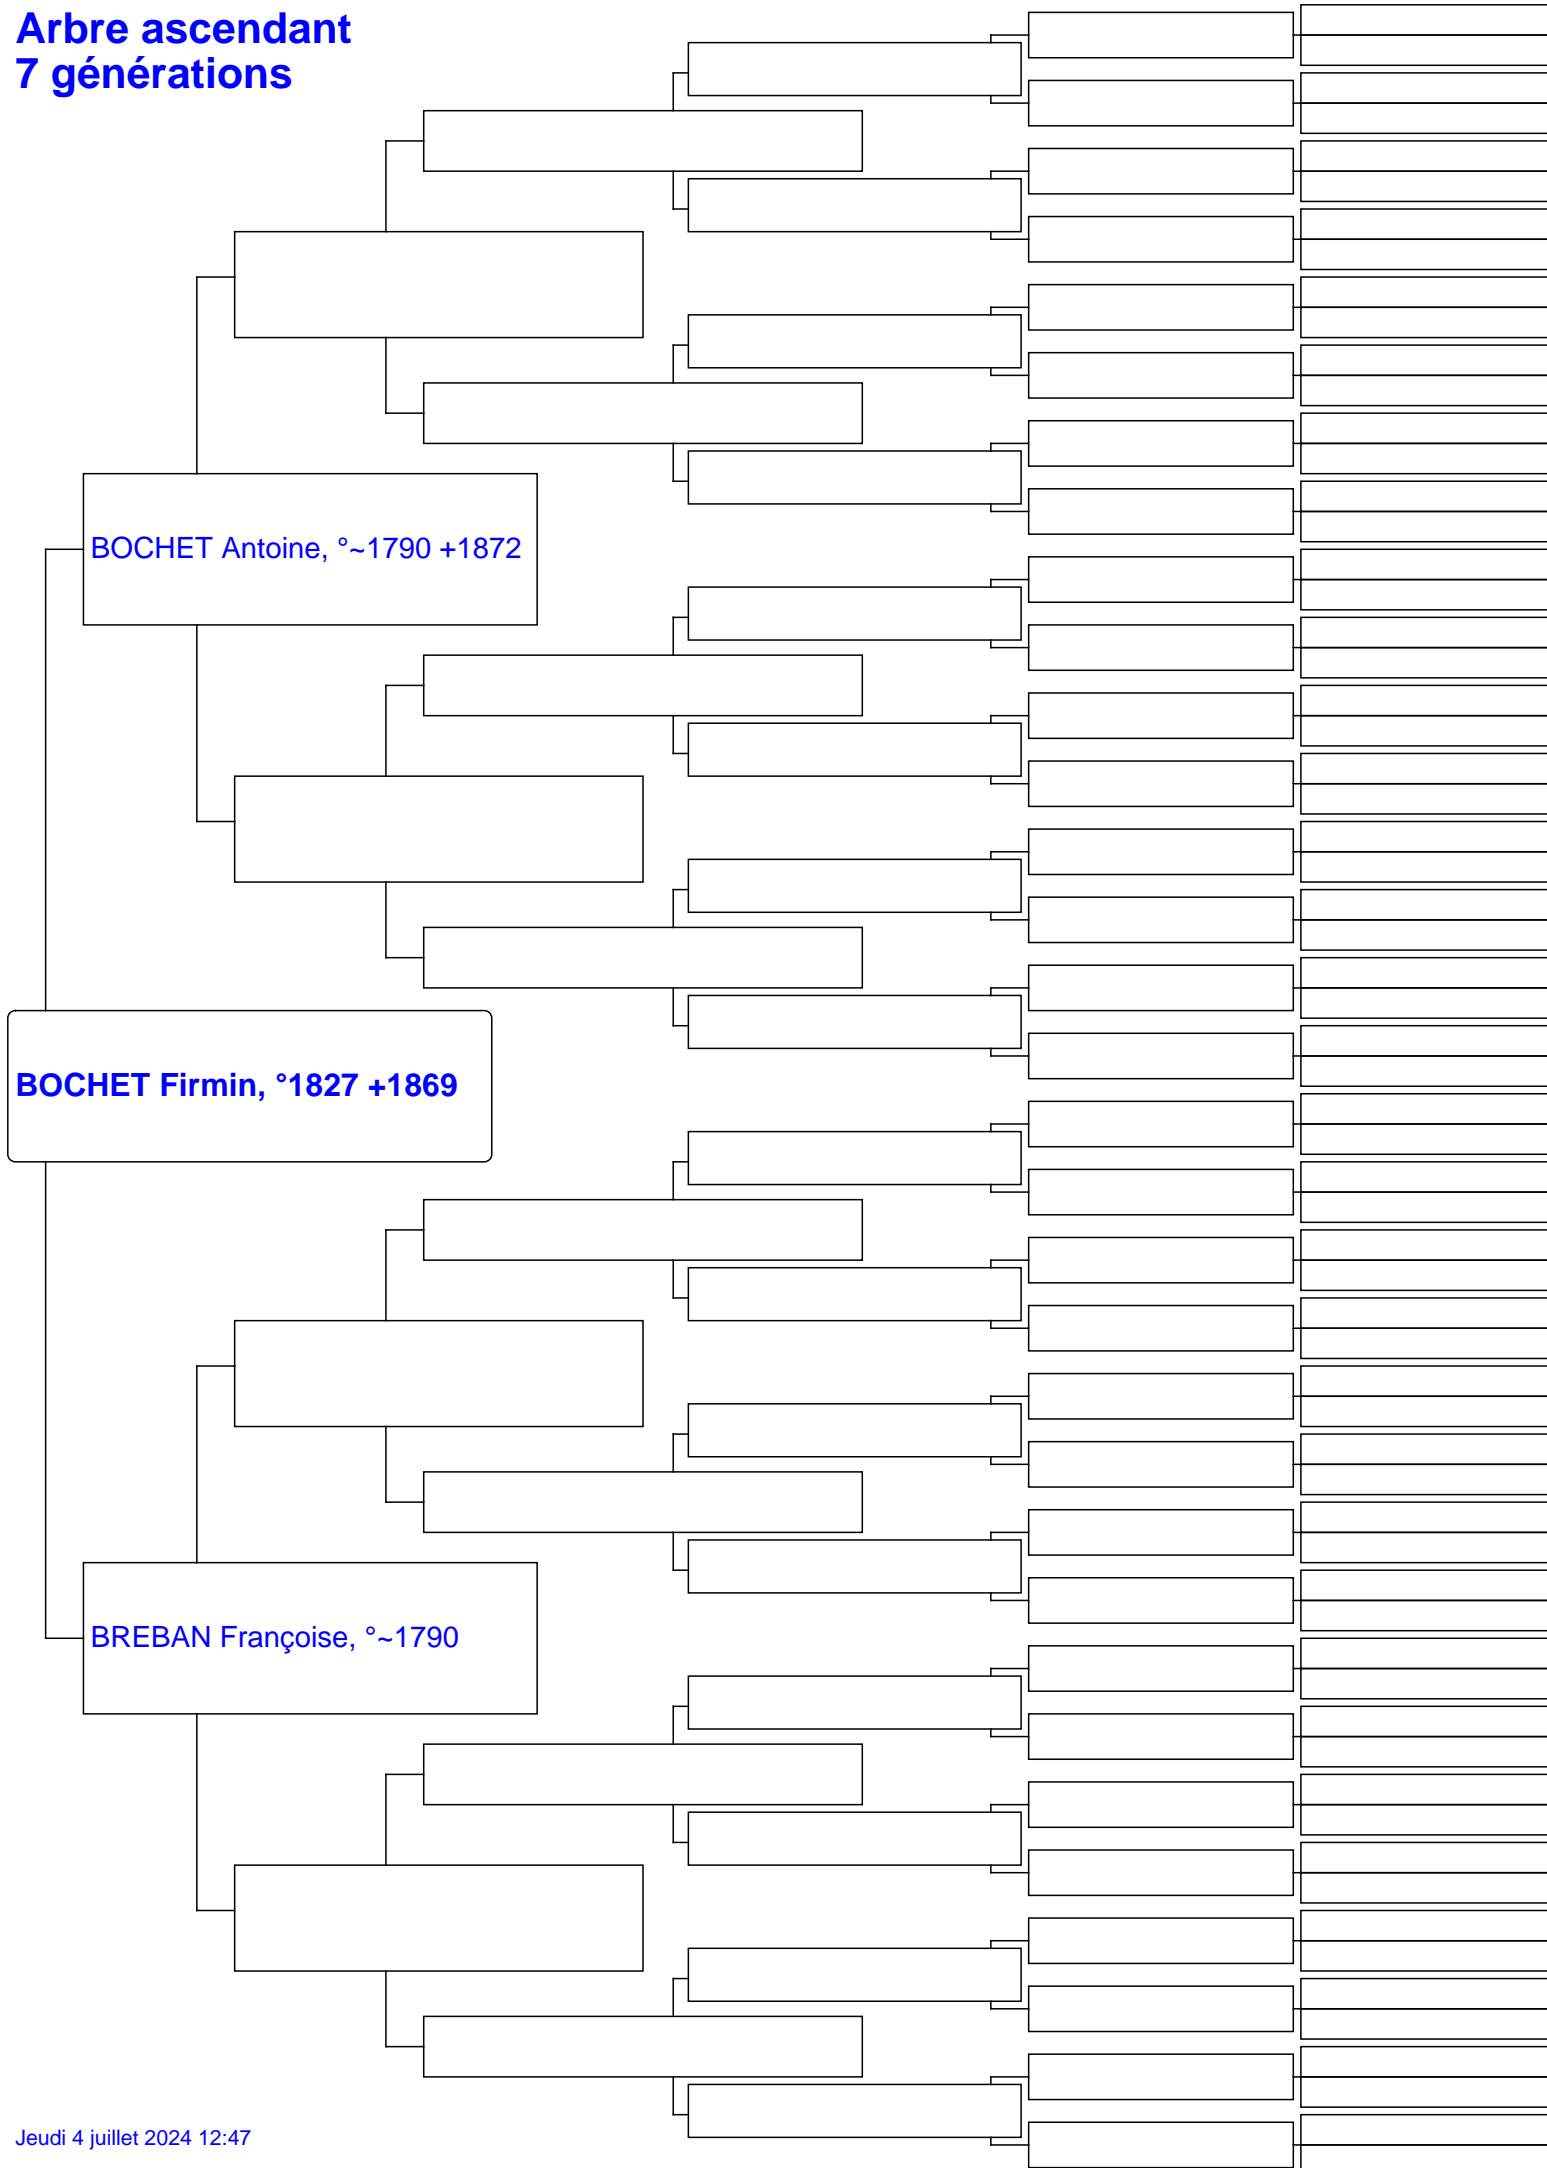 Arbre ascendant
7 générations
BOCHET Antoine, °~1790 +1872
BOCHET Firmin, °1827 +1869
BREBAN Françoise, °~1790
Jeudi 4 juillet 2024 12:47